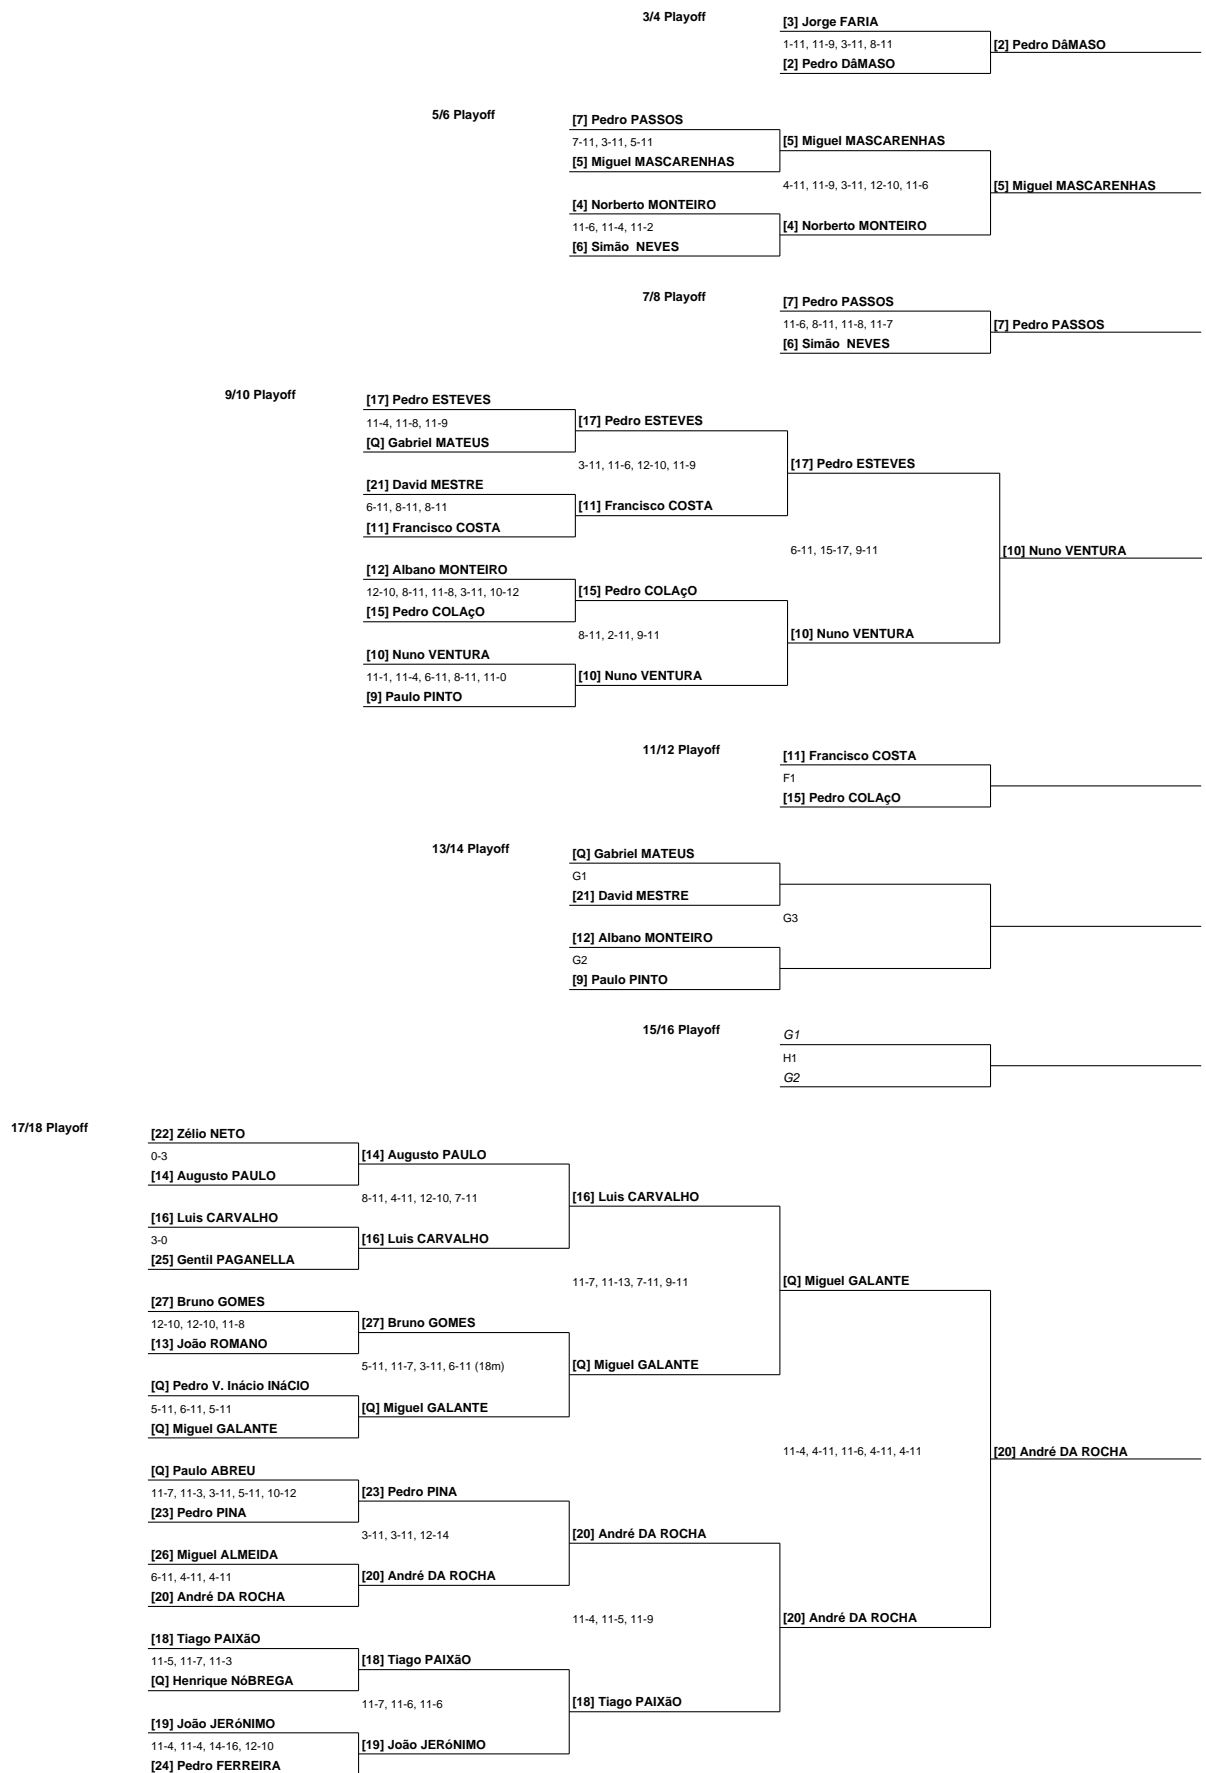 3/4 Playoff
[3] Jorge FARIA
1-11, 11-9, 3-11, 8-11
[2] Pedro DâMASO
[2] Pedro DâMASO
5/6 Playoff
[7] Pedro PASSOS
7-11, 3-11, 5-11
[5] Miguel MASCARENHAS
[5] Miguel MASCARENHAS
4-11, 11-9, 3-11, 12-10, 11-6
[5] Miguel MASCARENHAS
[4] Norberto MONTEIRO
11-6, 11-4, 11-2
[4] Norberto MONTEIRO
[6] Simão  NEVES
7/8 Playoff
[7] Pedro PASSOS
11-6, 8-11, 11-8, 11-7
[7] Pedro PASSOS
[6] Simão  NEVES
9/10 Playoff
[17] Pedro ESTEVES
11-4, 11-8, 11-9
[17] Pedro ESTEVES
[Q] Gabriel MATEUS
3-11, 11-6, 12-10, 11-9
[17] Pedro ESTEVES
[21] David MESTRE
6-11, 8-11, 8-11
[11] Francisco COSTA
[11] Francisco COSTA
6-11, 15-17, 9-11
[10] Nuno VENTURA
[12] Albano MONTEIRO
12-10, 8-11, 11-8, 3-11, 10-12
[15] Pedro COLAçO
[15] Pedro COLAçO
8-11, 2-11, 9-11
[10] Nuno VENTURA
[10] Nuno VENTURA
11-1, 11-4, 6-11, 8-11, 11-0
[10] Nuno VENTURA
[9] Paulo PINTO
11/12 Playoff
[11] Francisco COSTA
F1
[15] Pedro COLAçO
13/14 Playoff
[Q] Gabriel MATEUS
G1
[21] David MESTRE
G3
[12] Albano MONTEIRO
G2
[9] Paulo PINTO
15/16 Playoff
G1
H1
G2
17/18 Playoff
[22] Zélio NETO
0-3
[14] Augusto PAULO
[14] Augusto PAULO
8-11, 4-11, 12-10, 7-11
[16] Luis CARVALHO
[16] Luis CARVALHO
3-0
[16] Luis CARVALHO
[25] Gentil PAGANELLA
11-7, 11-13, 7-11, 9-11
[Q] Miguel GALANTE
[27] Bruno GOMES
12-10, 12-10, 11-8
[27] Bruno GOMES
[13] João ROMANO
5-11, 11-7, 3-11, 6-11 (18m)
[Q] Miguel GALANTE
[Q] Pedro V. Inácio INáCIO
5-11, 6-11, 5-11
[Q] Miguel GALANTE
[Q] Miguel GALANTE
11-4, 4-11, 11-6, 4-11, 4-11
[20] André DA ROCHA
[Q] Paulo ABREU
11-7, 11-3, 3-11, 5-11, 10-12
[23] Pedro PINA
[23] Pedro PINA
3-11, 3-11, 12-14
[20] André DA ROCHA
[26] Miguel ALMEIDA
6-11, 4-11, 4-11
[20] André DA ROCHA
[20] André DA ROCHA
11-4, 11-5, 11-9
[20] André DA ROCHA
[18] Tiago PAIXãO
11-5, 11-7, 11-3
[18] Tiago PAIXãO
[Q] Henrique NóBREGA
11-7, 11-6, 11-6
[18] Tiago PAIXãO
[19] João JERóNIMO
11-4, 11-4, 14-16, 12-10
[19] João JERóNIMO
[24] Pedro FERREIRA